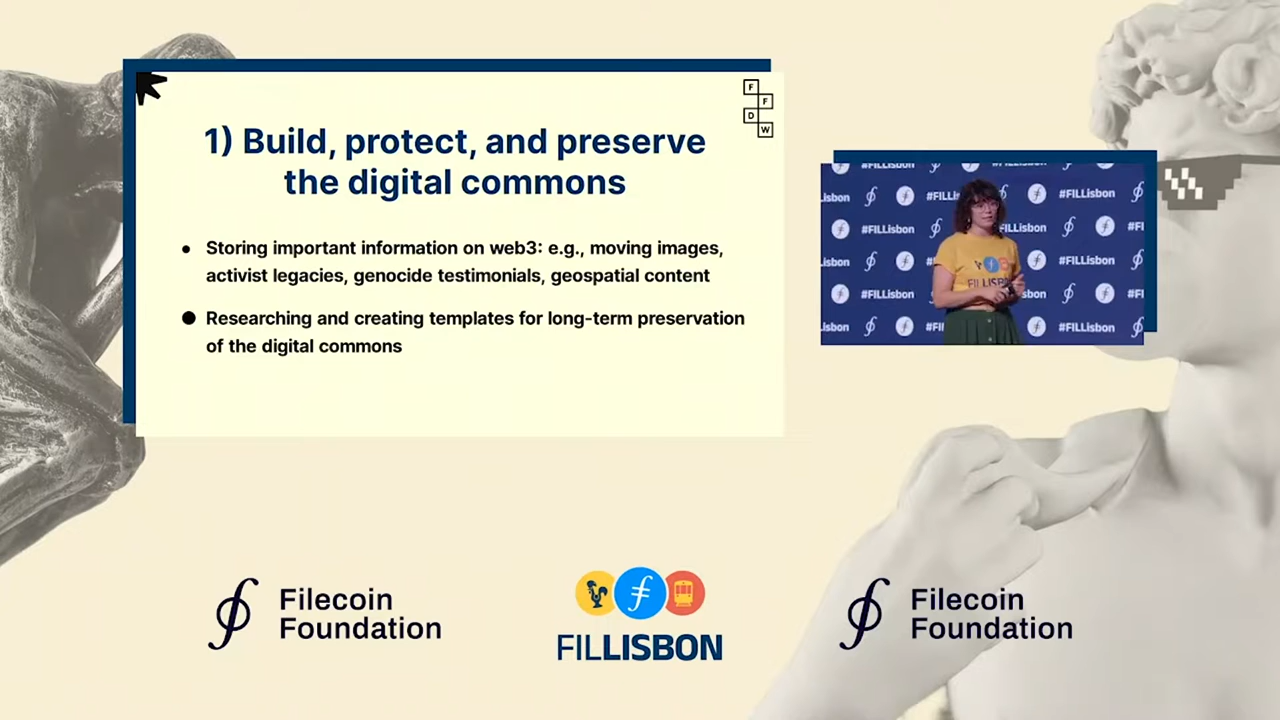 F
F
D
W
1) Build, protect, and preserve
the digital commons
● Storing important information on web3: e.g., moving images,
activist legacies, genocide testimonials, geospatial content
● Researching and creating templates for long-term preservation
of the digital commons
#FILLisbon
#FILLisbon
#FILLisbon
#FILLisbon
FILLISBON
Filecoin
Foundation
FILLISBON
Filecoin
Foundation